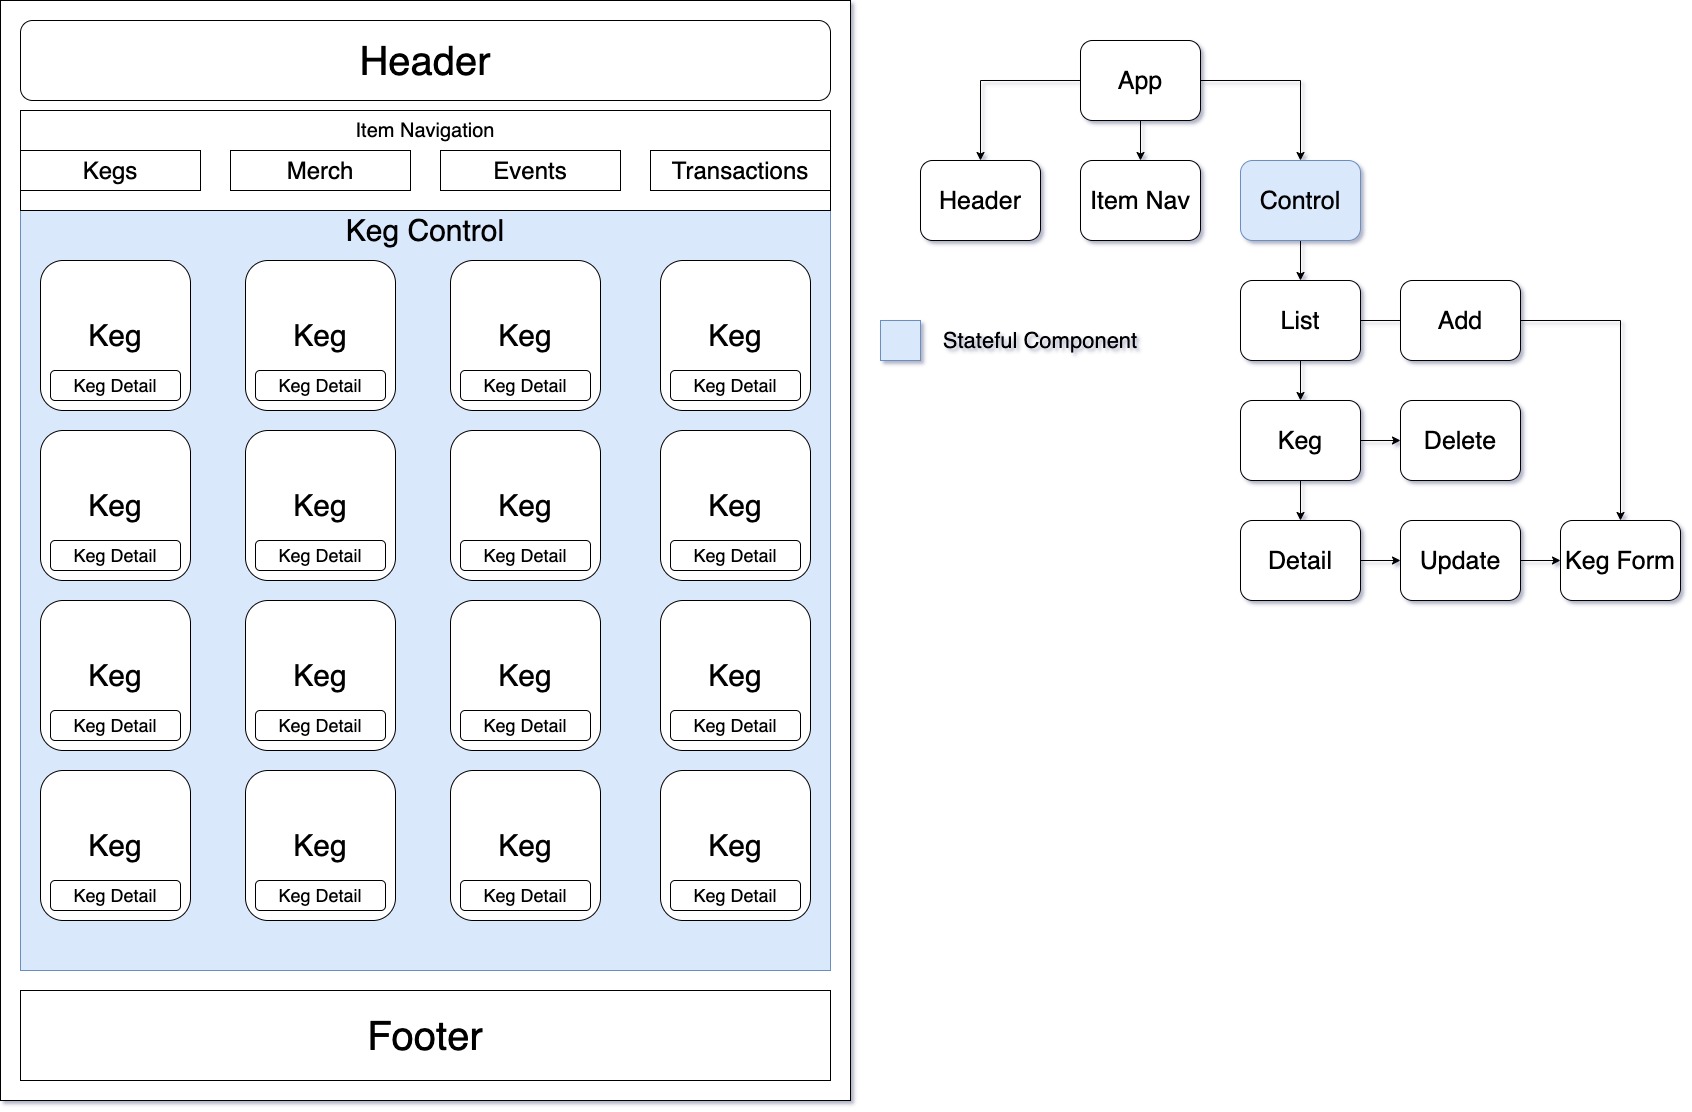 Header
Item Navigation
Kegs
Merch
Events
Transactions
Keg Control
Keg
Keg
Keg
Keg
Keg Detail
Keg Detail
Keg Detail
Keg Detail
Keg
Keg
Keg
Keg
Keg Detail
Keg Detail
Keg Detail
Keg Detail
Keg
Keg
Keg
Keg
Keg Detail
Keg Detail
Keg Detail
Keg Detail
Keg
Keg
Keg
Keg
Keg Detail
Keg Detail
Keg Detail
Keg Detail
Footer
App
Header
Item Nav
Control
Stateful Component
List
Add
Keg
Delete
Detail
Update
Keg Form